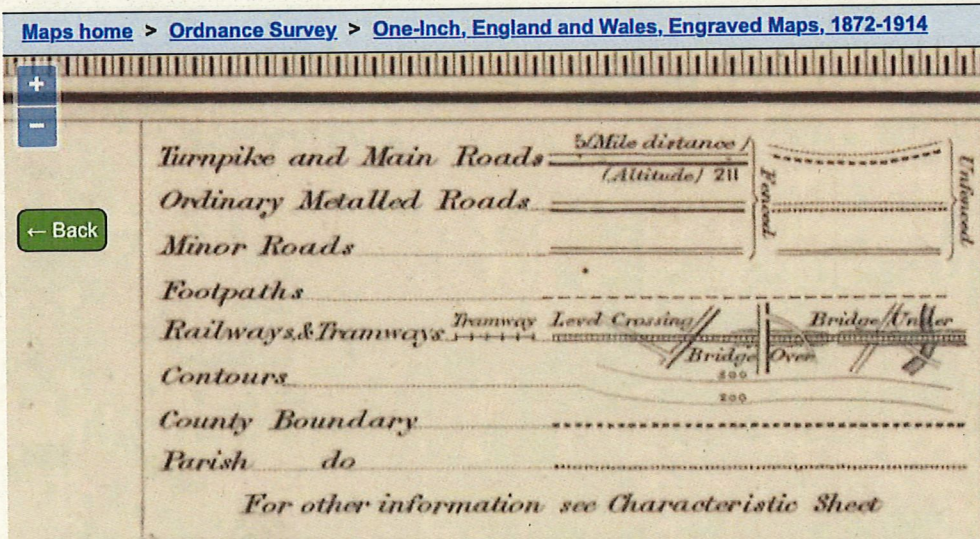 Maps home > Ordnance Survey > One-Inch, England and Wales, Engraved Maps, 1872-1914
+
−
← Back
Turnpike and Main Roads 5(Mile distance)
(Altitude) 211
Ordinary Metalled Roads
Minor Roads
Fenced
Unfenced
Footpaths
Railways & Tramways Tramway Level Crossing Bridge Under
Bridge Over
Contours 300
200
County Boundary
Parish do
For other information see Characteristic Sheet